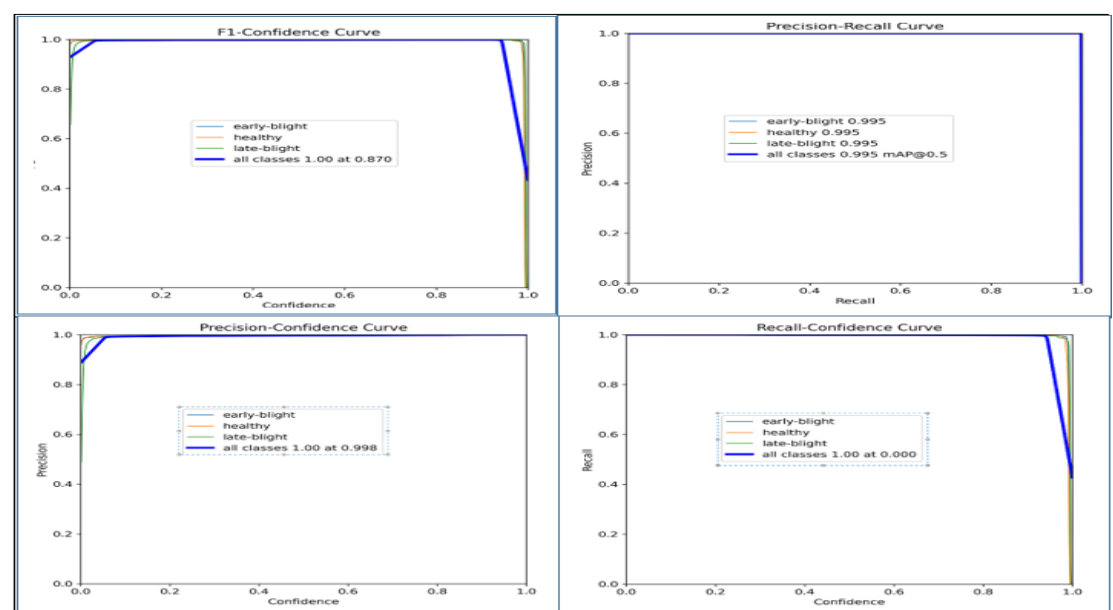 F1-Confidence Curve
1.0
0.8
0.6
0.4
0.2
0.0
early-blight
healthy
late-blight
all classes 1.00 at 0.870
0.0 0.2 0.4 0.6 0.8 1.0
Confidence
Precision-Recall Curve
Precision
1.0
0.8
0.6
0.4
0.2
0.0
early-blight 0.995
healthy 0.995
late-blight 0.995
all classes 0.995 mAP@0.5
0.0 0.2 0.4 0.6 0.8 1.0
Recall
Precision-Confidence Curve
Precision
1.0
0.8
0.6
0.4
0.2
0.0
early-blight
healthy
late-blight
all classes 1.00 at 0.998
0.0 0.2 0.4 0.6 0.8 1.0
Confidence
Recall-Confidence Curve
Recall
1.0
0.8
0.6
0.4
0.2
0.0
early-blight
healthy
late-blight
all classes 1.00 at 0.000
0.0 0.2 0.4 0.6 0.8 1.0
Confidence